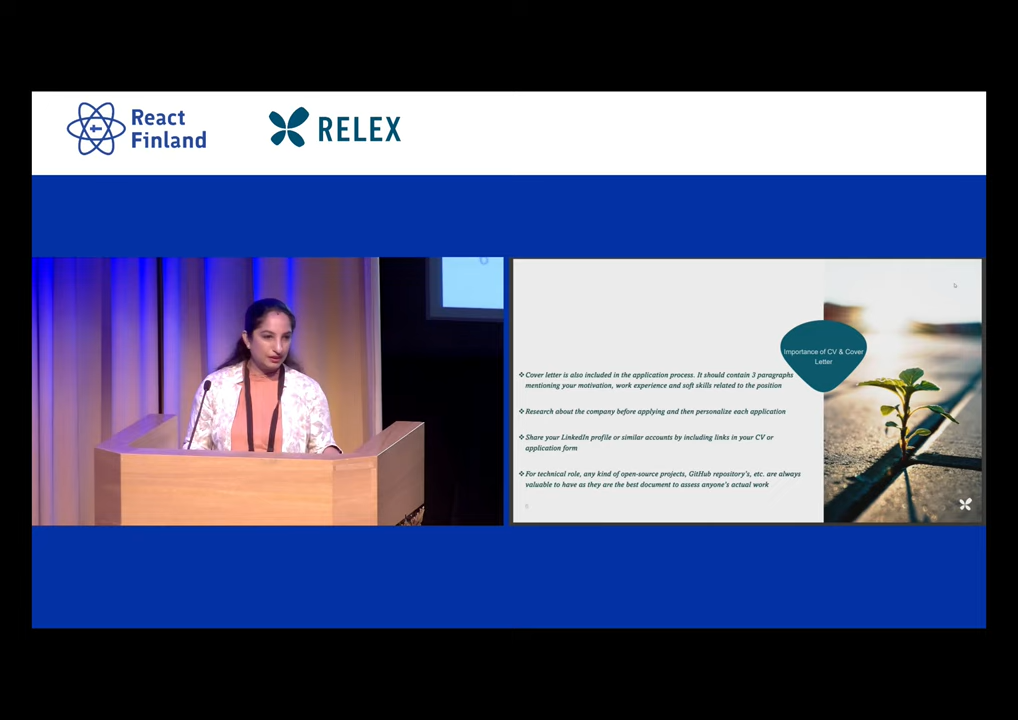 React
Finland
RELEX
Importance of CV & Cover
Letter
❖Cover letter is also included in the application process. It should contain 3 paragraphs
mentioning your motivation, work experience and soft skills related to the position
❖Research about the company before applying and then personalize each application
❖Share your LinkedIn profile or similar accounts by including links in your CV or
application form
❖For technical role, any kind of open-source projects, GitHub repository's, etc. are always
valuable to have as they are the best document to assess anyone's actual work